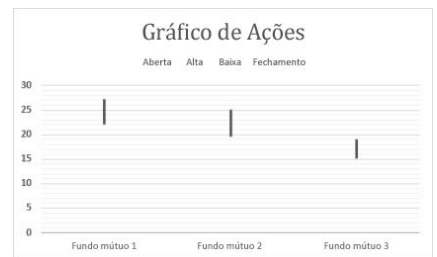 Gráfico de Ações
Aberta Alta Baixa Fechamento
30
25
20
15
10
5
0
Fundo mútuo 1 Fundo mútuo 2 Fundo mútuo 3